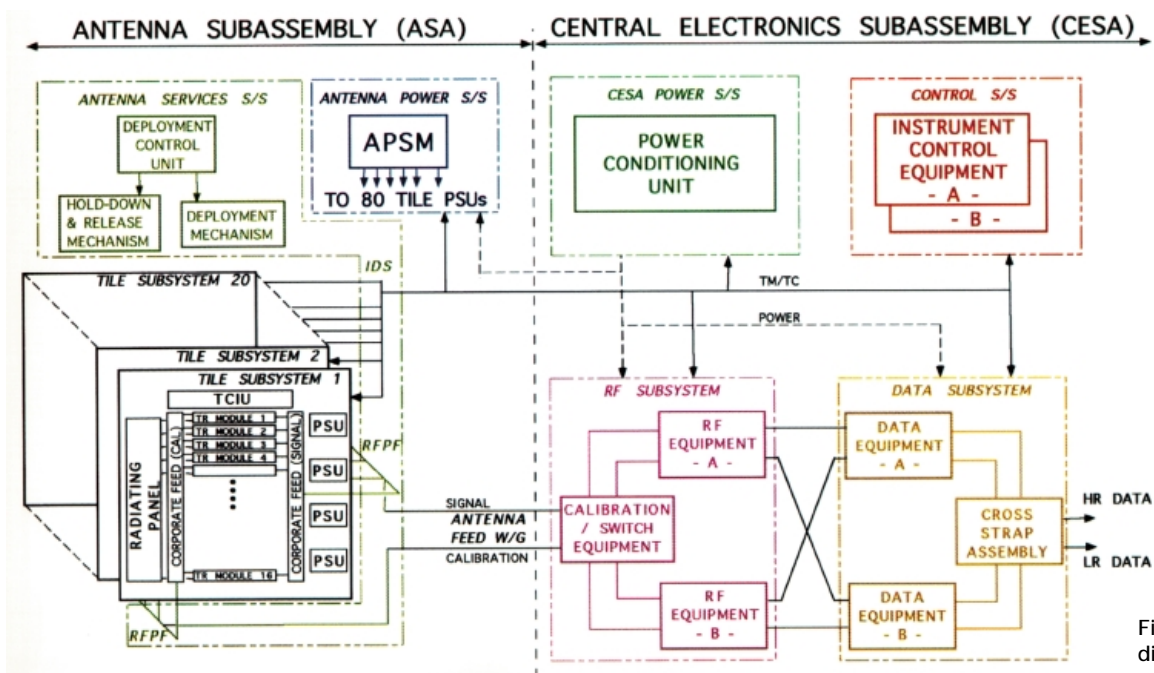 ANTENNA SUBASSEMBLY (ASA)
CENTRAL ELECTRONICS SUBASSEMBLY (CESA)
ANTENNA SERVICES S/S
DEPLOYMENT
CONTROL
UNIT
HOLD-DOWN
& RELEASE
MECHANISM
DEPLOYMENT
MECHANISM
ANTENNA POWER S/S
APSM
TO 80 TILE PSUs
CESA POWER S/S
POWER
CONDITIONING
UNIT
CONTROL S/S
INSTRUMENT
CONTROL
EQUIPMENT
- A -
- B -
IDS
TM/TC
POWER
TILE SUBSYSTEM 20
TILE SUBSYSTEM 2
TILE SUBSYSTEM 1
TCIU
RADIATING
PANEL
CORPORATE FEED (CAL)
TR MODULE 1
TR MODULE 2
TR MODULE 3
TR MODULE 4
TR MODULE 16
CORPORATE FEED (SIGNAL)
PSU
PSU
PSU
PSU
RFPF
RFPF
SIGNAL
ANTENNA
FEED W/G
CALIBRATION
RF SUBSYSTEM
RF
EQUIPMENT
- A -
CALIBRATION
/ SWITCH
EQUIPMENT
RF
EQUIPMENT
- B -
DATA SUBSYSTEM
DATA
EQUIPMENT
- A -
CROSS
STRAP
ASSEMBLY
DATA
EQUIPMENT
- B -
HR DATA
LR DATA
Fi
di